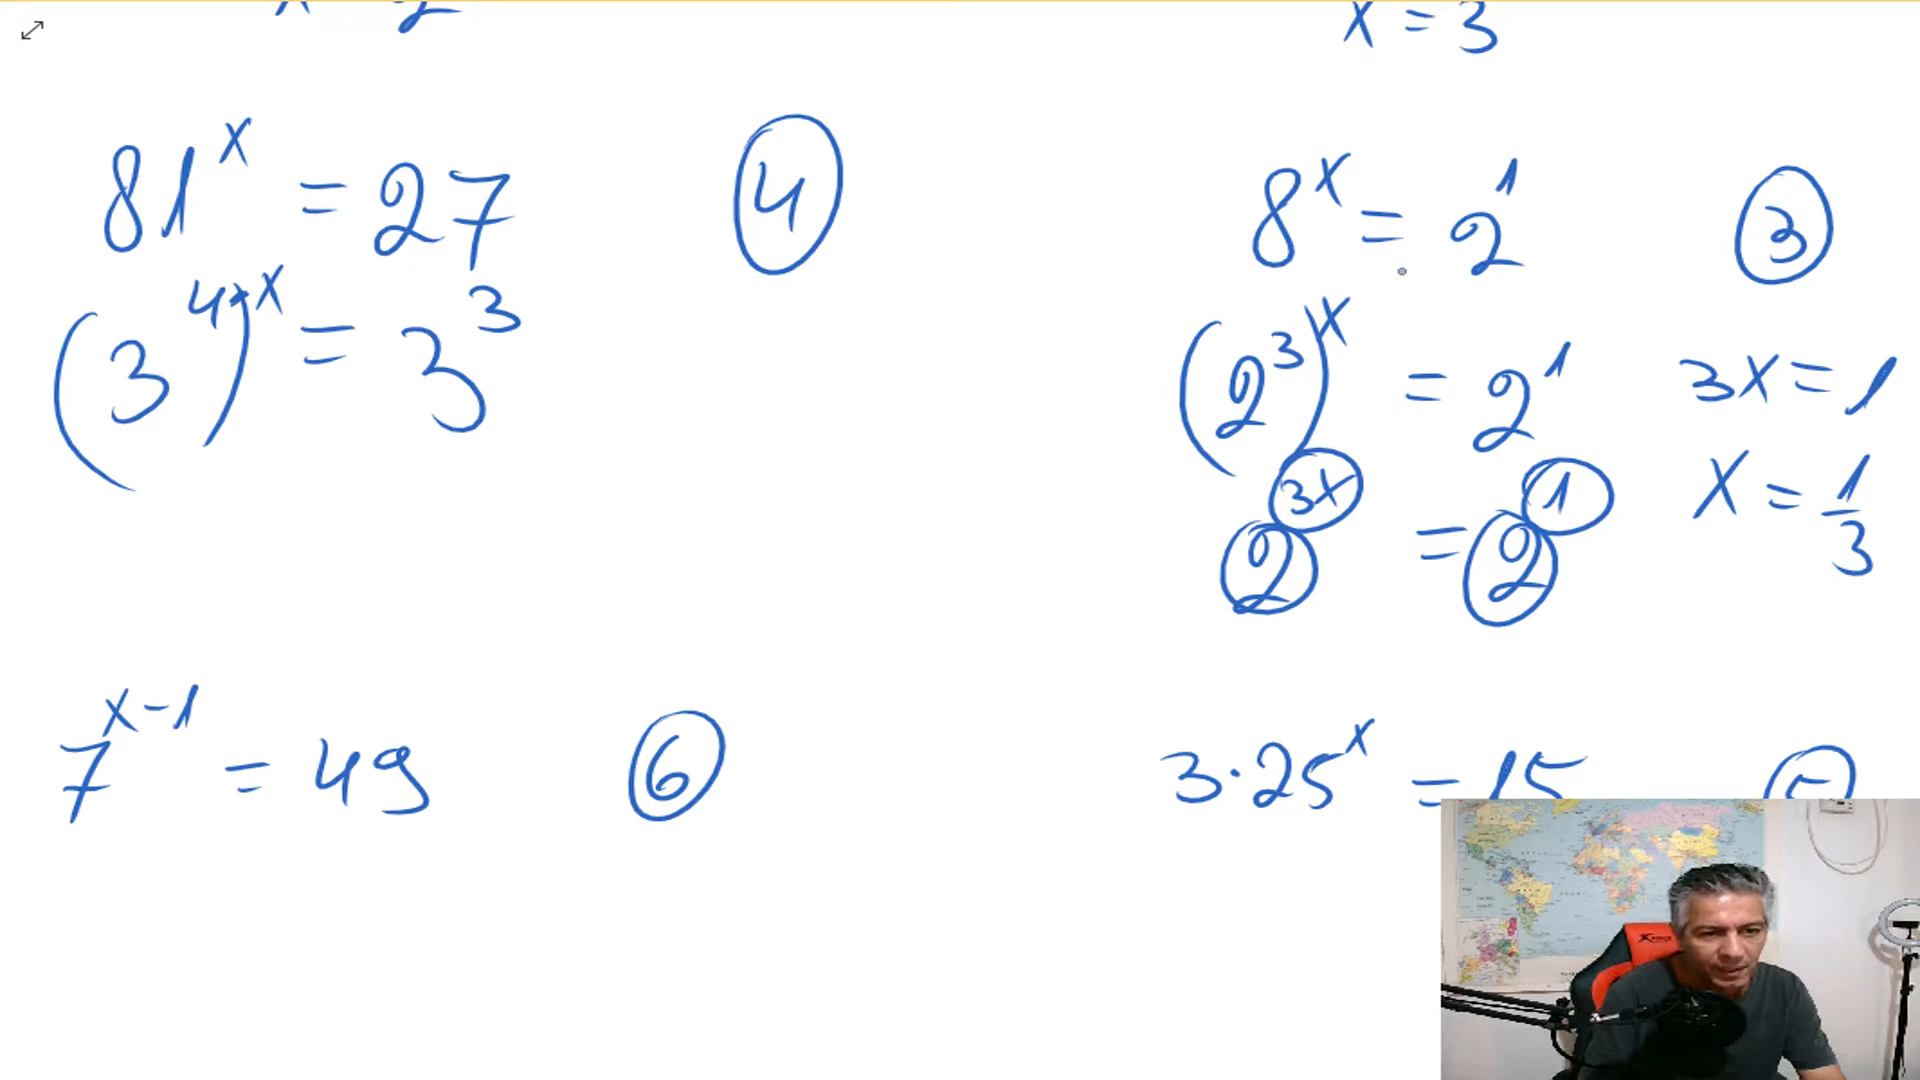 x = 3
81^x = 27
④
(3^4)^x = 3^3
8^x = 2^1
③
(2^3)^x = 2^1
3x = 1
2^3x = 2^1
x = 1/3
7^x-1 = 49
⑥
3·25^x = 15